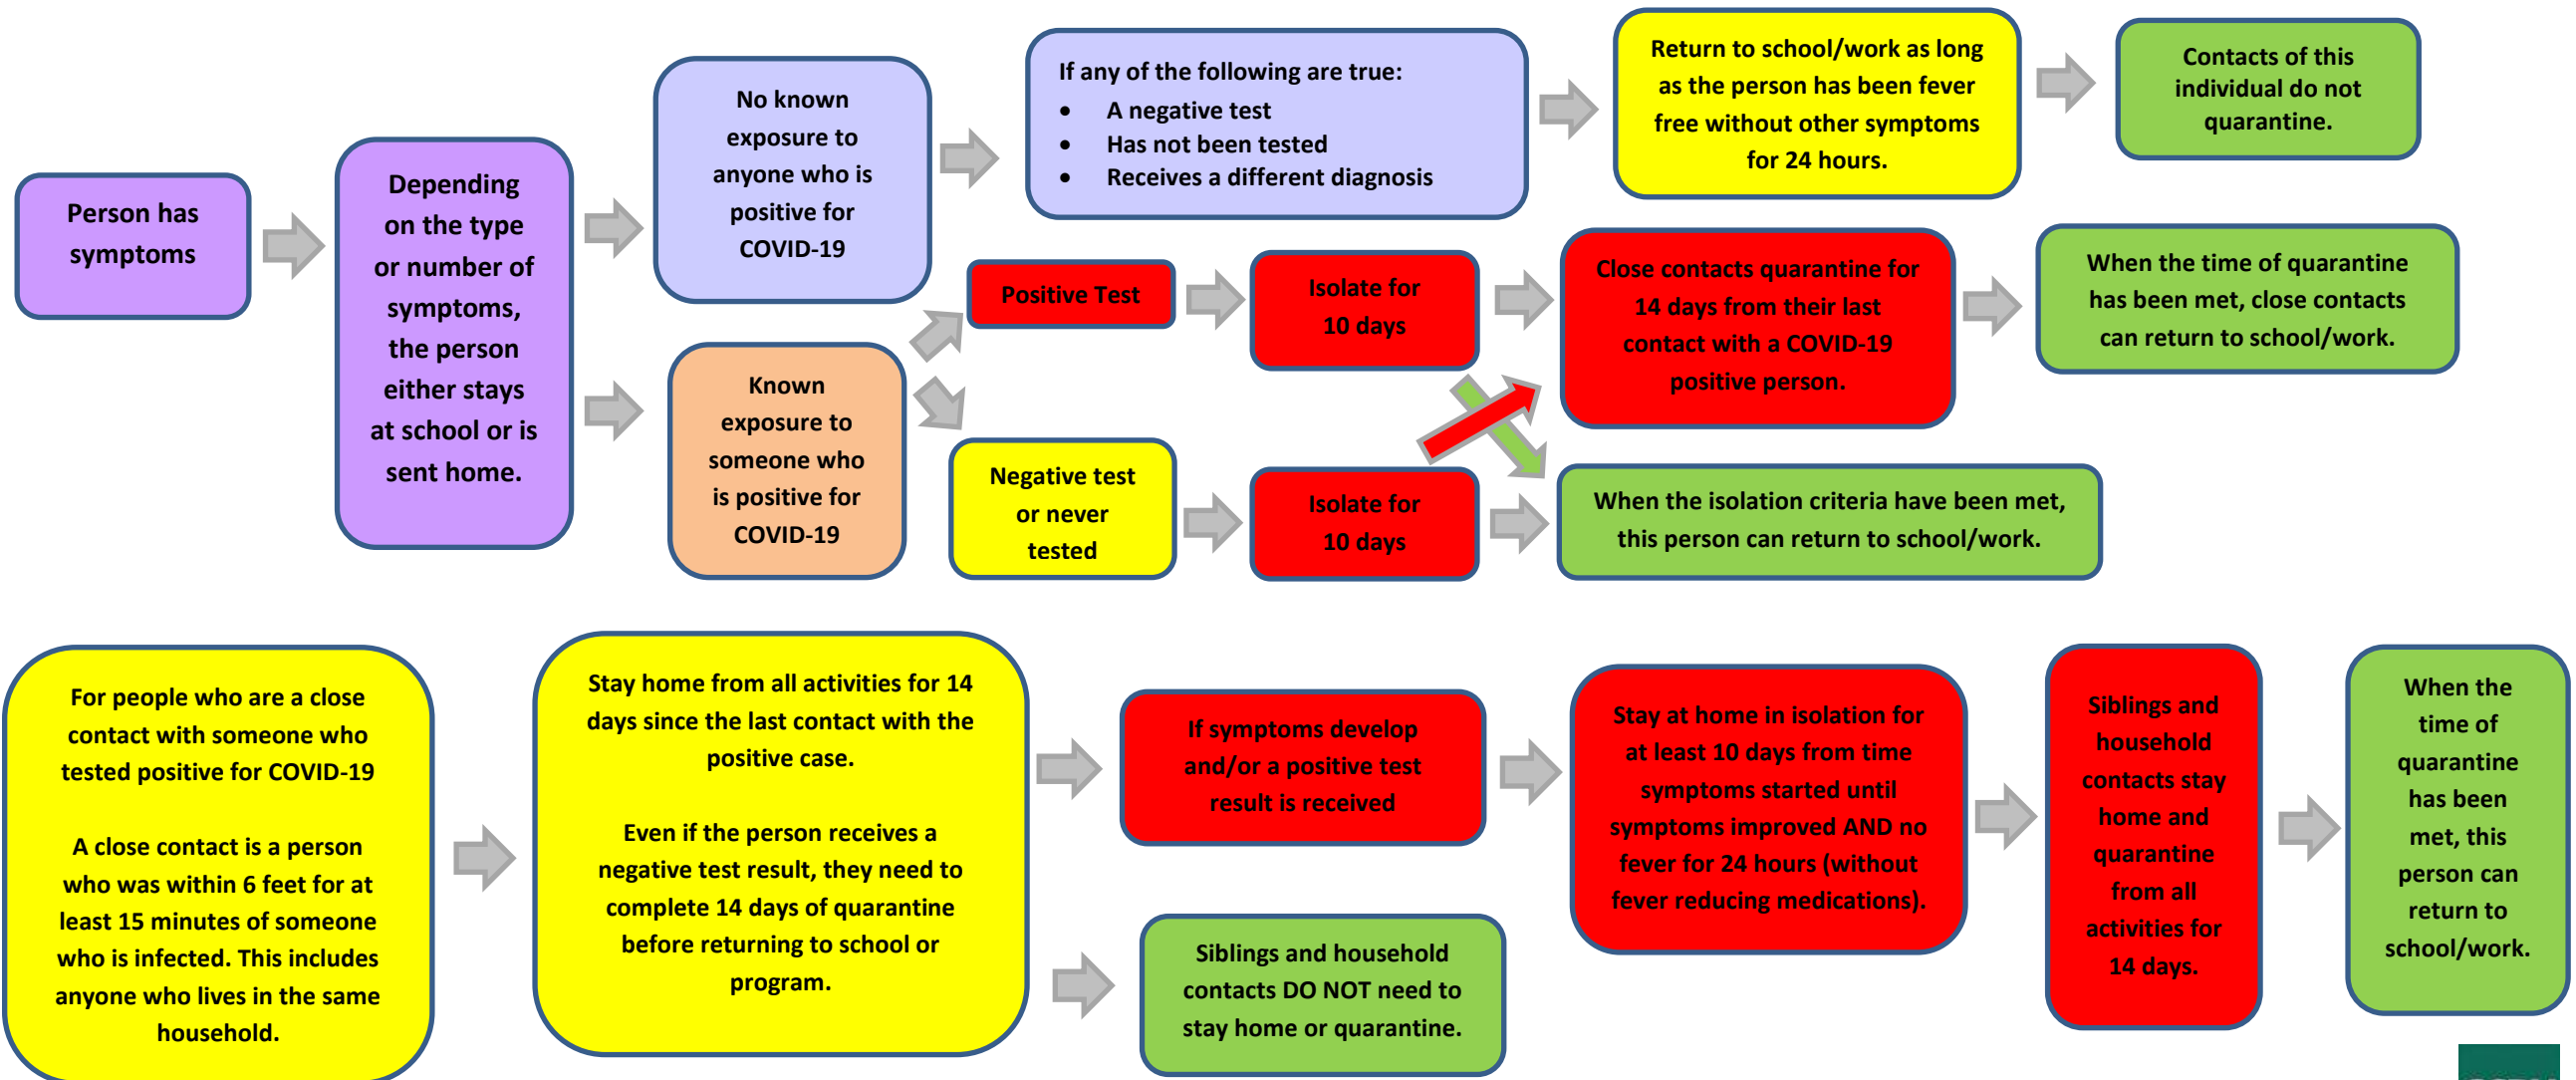 Person has
symptoms
Depending
on the type
or number of
symptoms,
the person
either stays
at school or is
sent home.
No known
exposure to
anyone who is
positive for
COVID-19
If any of the following are true:
• A negative test
• Has not been tested
• Receives a different diagnosis
Return to school/work as long
as the person has been fever
free without other symptoms
for 24 hours.
Contacts of this
individual do not
quarantine.
Known
exposure to
someone who
is positive for
COVID-19
Positive Test
Isolate for
10 days
Close contacts quarantine for
14 days from their last
contact with a COVID-19
positive person.
When the time of quarantine
has been met, close contacts
can return to school/work.
Negative test
or never
tested
Isolate for
10 days
When the isolation criteria have been met,
this person can return to school/work.
For people who are a close
contact with someone who
tested positive for COVID-19
A close contact is a person
who was within 6 feet for at
least 15 minutes of someone
who is infected. This includes
anyone who lives in the same
household.
Stay home from all activities for 14
days since the last contact with the
positive case.
Even if the person receives a
negative test result, they need to
complete 14 days of quarantine
before returning to school or
program.
If symptoms develop
and/or a positive test
result is received
Stay at home in isolation for
at least 10 days from time
symptoms started until
symptoms improved AND no
fever for 24 hours (without
fever reducing medications).
Siblings and
household
contacts stay
home and
quarantine
from all
activities for
14 days.
When the
time of
quarantine
has been
met, this
person can
return to
school/work.
Siblings and household
contacts DO NOT need to
stay home or quarantine.